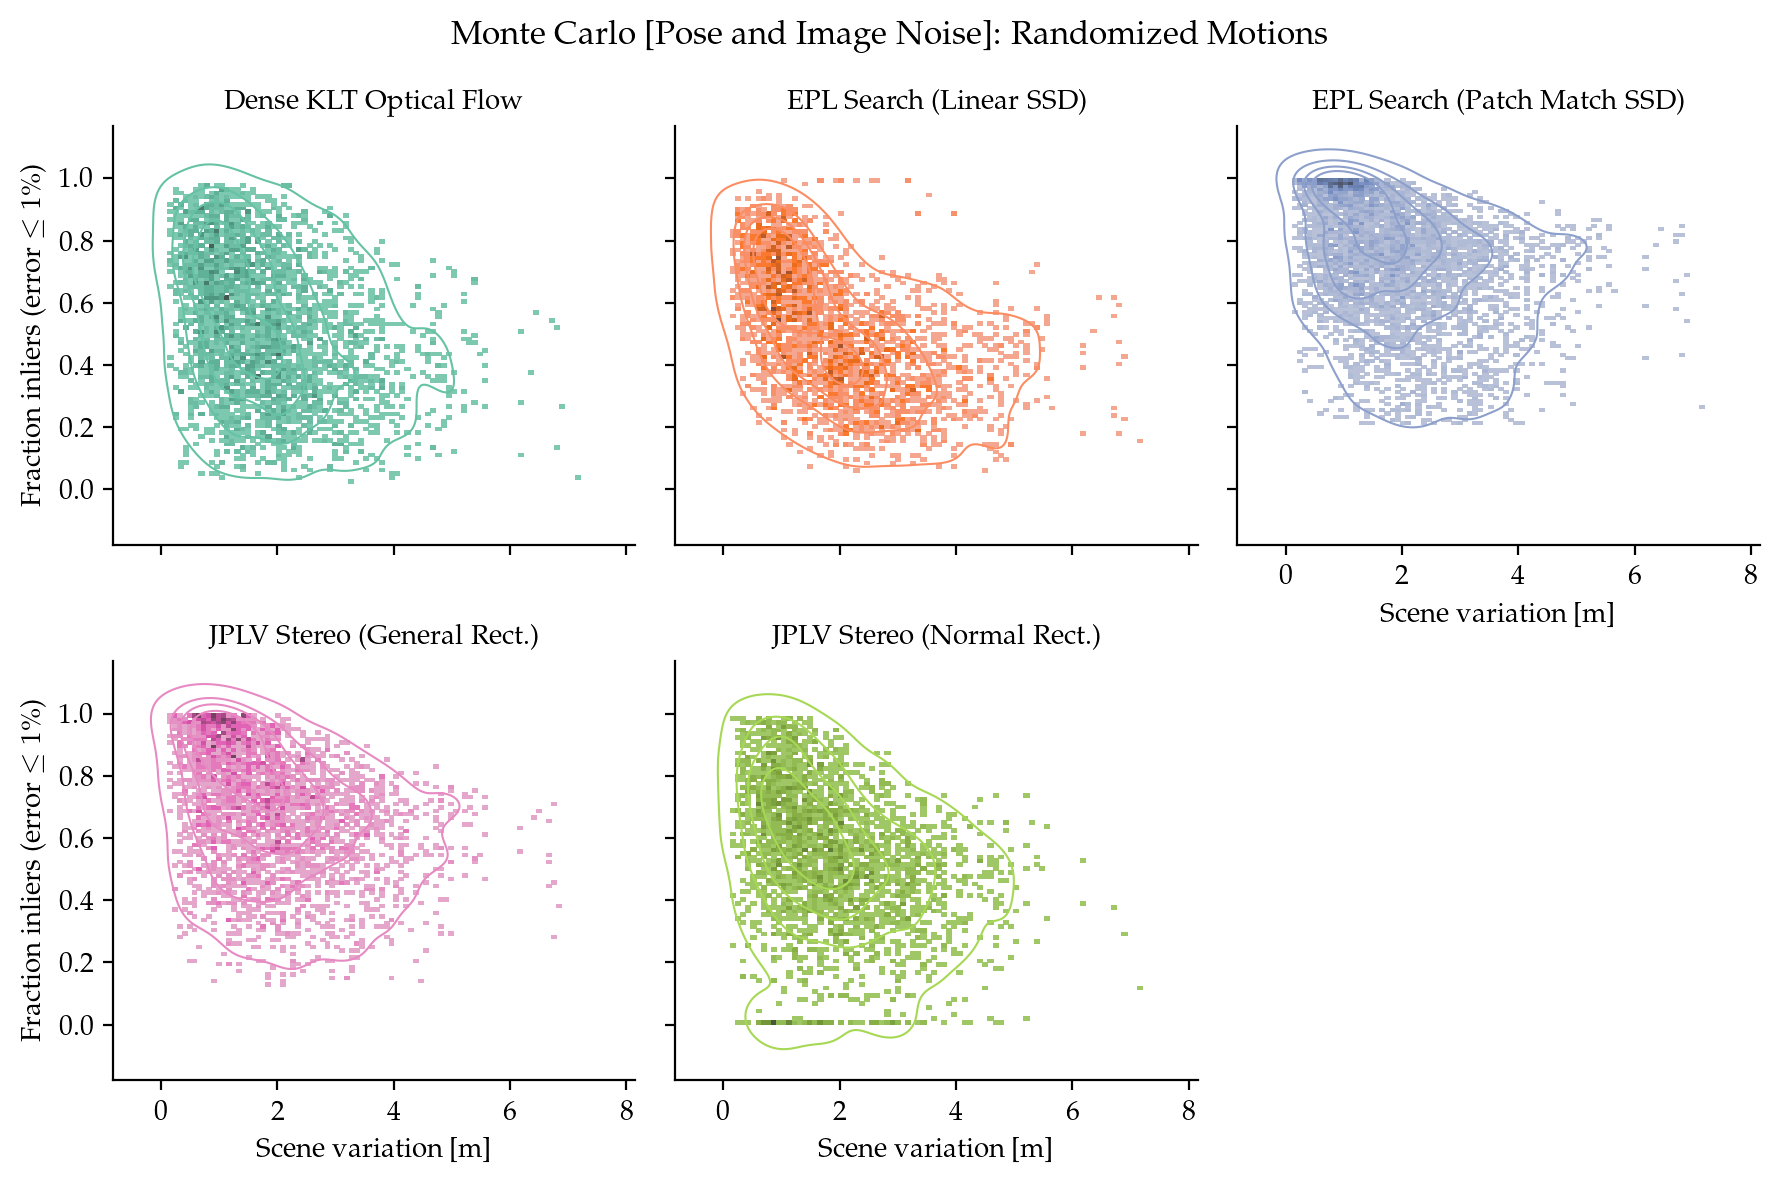 Monte Carlo [Pose and Image Noise]: Randomized Motions
Dense KLT Optical Flow
EPL Search (Linear SSD)
EPL Search (Patch Match SSD)
Fraction inliers (error ≤ 1%)
1.0
0.8
0.6
0.4
0.2
0.0
0 2 4 6 8
Scene variation [m]
JPLV Stereo (General Rect.)
JPLV Stereo (Normal Rect.)
Fraction inliers (error ≤ 1%)
1.0
0.8
0.6
0.4
0.2
0.0
0 2 4 6 8
0 2 4 6 8
Scene variation [m]
Scene variation [m]